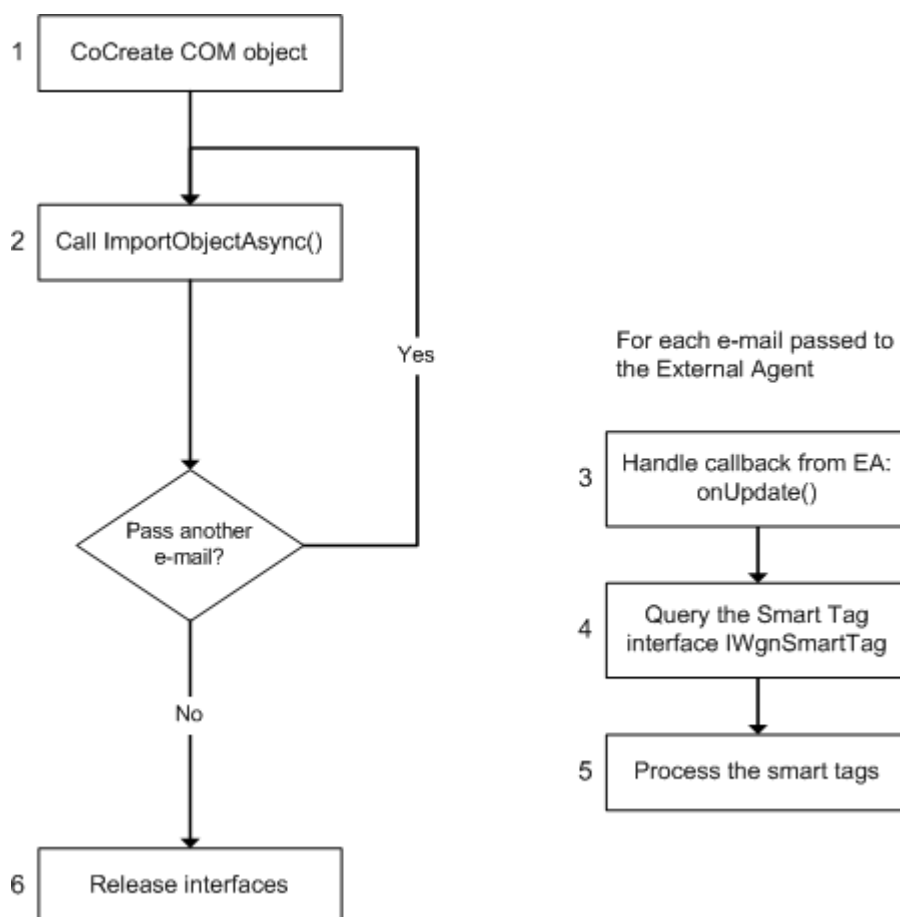 1
CoCreate COM object
2
Call ImportObjectAsync()
Yes
Pass another
e-mail?
No
6
Release interfaces
For each e-mail passed to
the External Agent
3
Handle callback from EA:
onUpdate()
4
Query the Smart Tag
interface IWgnSmartTag
5
Process the smart tags